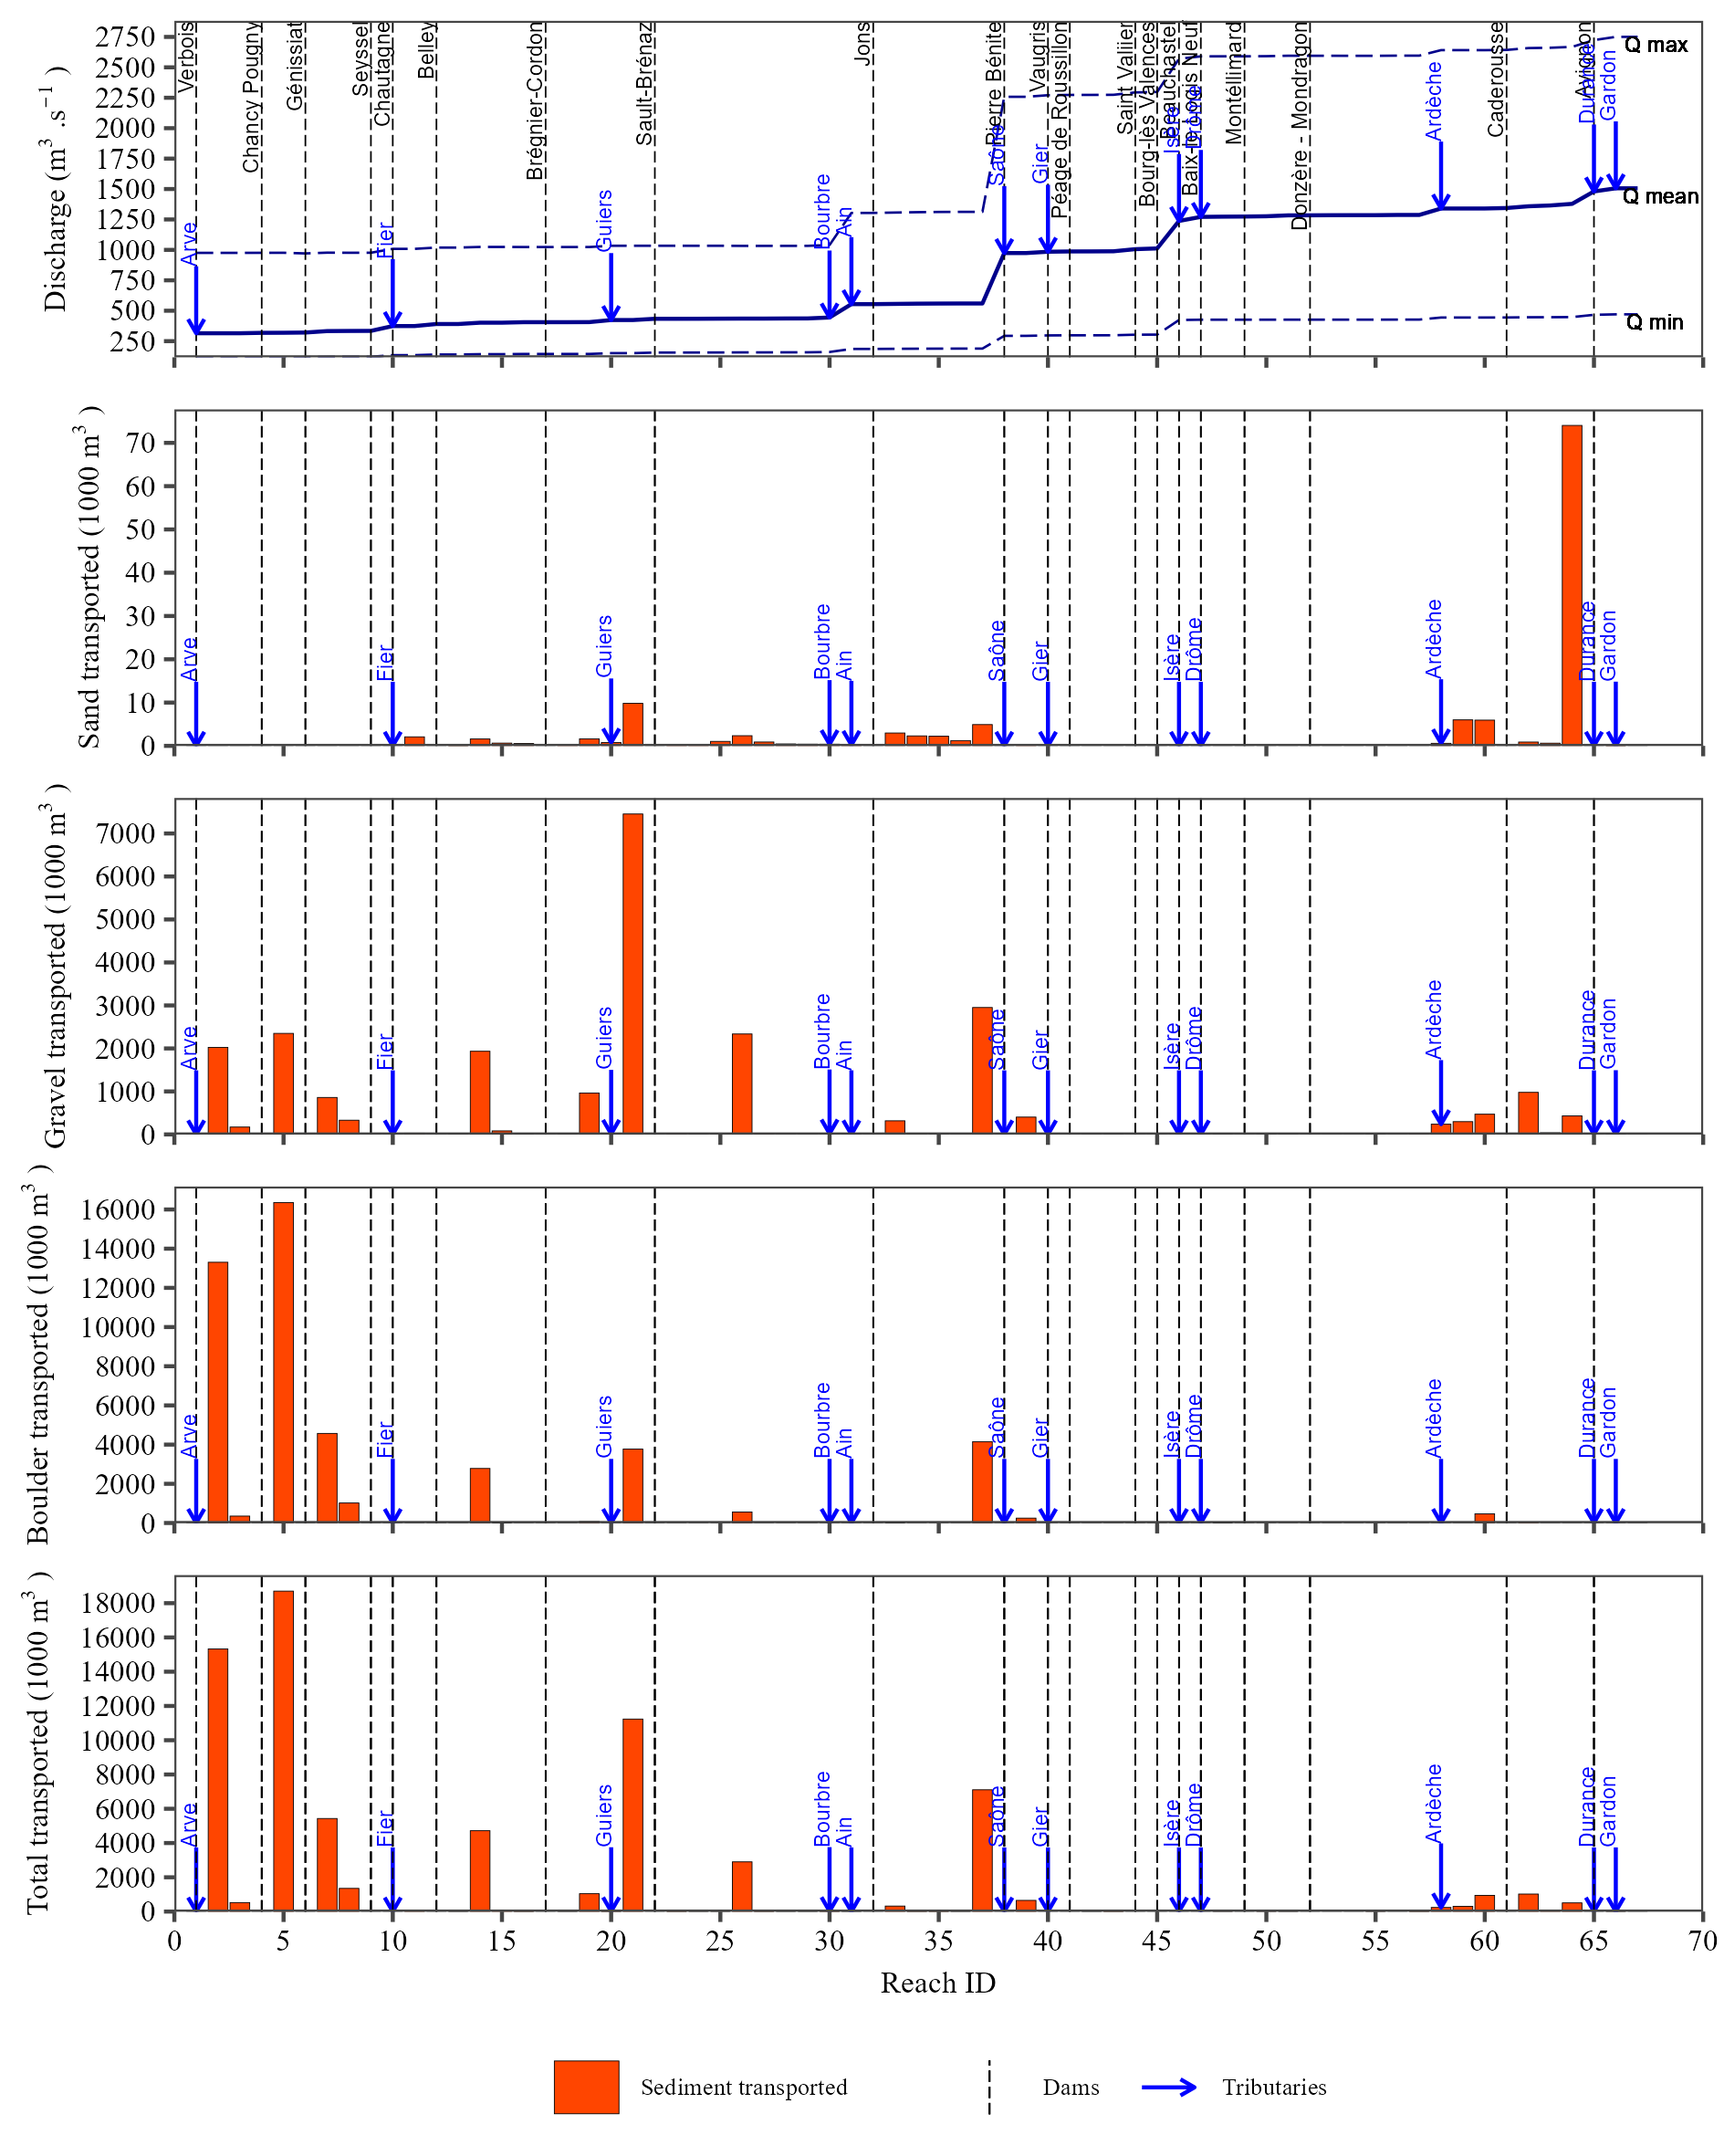 Discharge (m³ .s⁻¹ )
2750
2500
2250
2000
1750
1500
1250
1000
750
500
250
Verbois
Chancy Pougny
Génissiat
Seyssel
Chautagne
Belley
Brégnier-Cordon
Sault-Brénaz
Jons
Pierre Bénite
Vaugris
Péage de Roussillon
Saint Vallier
Bourg-lès Valences
Beauchastel
Baix-le-Logis Neuf
Montélimard
Donzère - Mondragon
Caderousse
Avignon
Arve
Fier
Guiers
Bourbre
Ain
Saône
Gier
Isère
Drôme
Ardèche
Durance
Gardon
Q max
Q mean
Q min
Sand transported (1000 m³ )
70
60
50
40
30
20
10
0
Arve
Fier
Guiers
Bourbre
Ain
Saône
Gier
Isère
Drôme
Ardèche
Durance
Gardon
Gravel transported (1000 m³ )
7000
6000
5000
4000
3000
2000
1000
0
Arve
Fier
Guiers
Bourbre
Ain
Saône
Gier
Isère
Drôme
Ardèche
Durance
Gardon
Boulder transported (1000 m³ )
16000
14000
12000
10000
8000
6000
4000
2000
0
Arve
Fier
Guiers
Bourbre
Ain
Saône
Gier
Isère
Drôme
Ardèche
Durance
Gardon
Total transported (1000 m³ )
18000
16000
14000
12000
10000
8000
6000
4000
2000
0
Arve
Fier
Guiers
Bourbre
Ain
Saône
Gier
Isère
Drôme
Ardèche
Durance
Gardon
0 5 10 15 20 25 30 35 40 45 50 55 60 65 70
Reach ID
Sediment transported
Dams
Tributaries